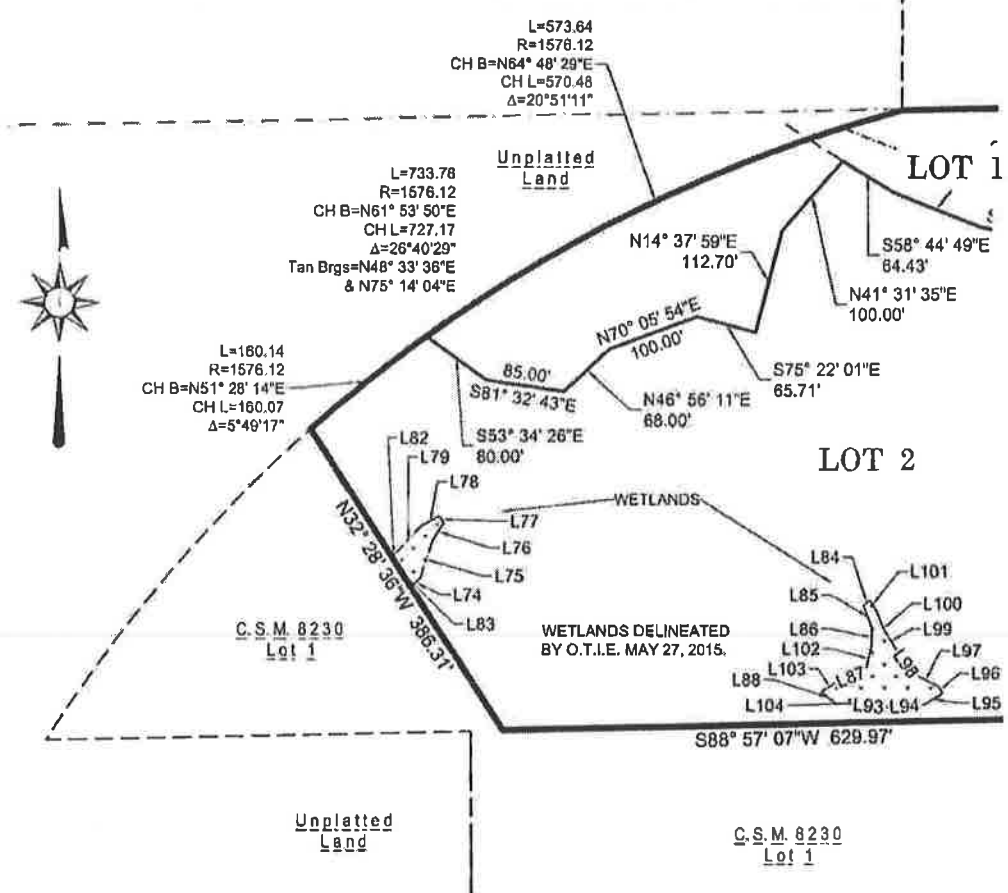 L=573.64
R=1576.12
CH B=N64° 48' 29"E
CH L=570.48
Δ=20°51'11"
Unplatted
Land
LOT 1
L=733.78
R=1576.12
CH B=N61° 53' 50"E
CH L=727.17
Δ=26°40'29"
Tan Brgs=N48° 33' 36"E
& N75° 14' 04"E
N14° 37' 59"E
112.70'
S58° 44' 49"E
64.43'
N41° 31' 35"E
100.00'
N70° 05' 54"E
100.00'
S75° 22' 01"E
65.71'
L=160.14
R=1576.12
CH B=N51° 28' 14"E
CH L=160.07
Δ=5°49'17"
85.00'
S81° 32' 43"E
N46° 56' 11"E
68.00'
S53° 34' 26"E
80.00'
LOT 2
L82
L79
L78
L77
L76
L75
L74
L83
WETLANDS
N32° 28' 36"W 386.31'
L84
L101
L85
L100
L86
L99
L102
L97
L103
L87
L98
L96
L88
L95
L104
L93
L94
C.S.M. 8230
Lot 1
WETLANDS DELINEATED
BY O.T.I.E. MAY 27, 2015.
S88° 57' 07"W 629.97'
Unplatted
Land
C.S.M. 8230
Lot 1